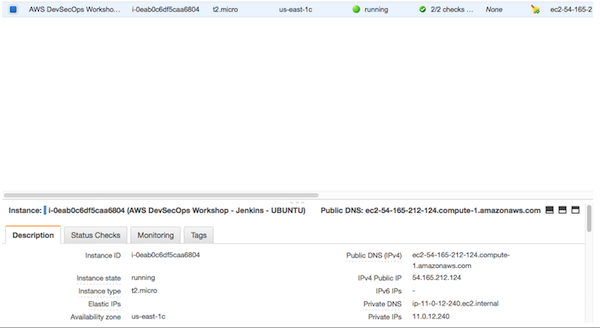 AWS DevSecOps Worksho... i-0eab0c6df5caa6804 t2.micro us-east-1c running 2/2 checks ... None ec2-54-165-2
Instance: i-0eab0c6df5caa6804 (AWS DevSecOps Workshop - Jenkins - UBUNTU) Public DNS: ec2-54-165-212-124.compute-1.amazonaws.com
Description Status Checks Monitoring Tags
Instance ID i-0eab0c6df5caa6804 Public DNS (IPv4) ec2-54-165-212-124.compute-
1.amazonaws.com
Instance state running IPv4 Public IP 54.165.212.124
Instance type t2.micro IPv6 IPs -
Elastic IPs Private DNS ip-11-0-12-240.ec2.internal
Availability zone us-east-1c Private IPs 11.0.12.240